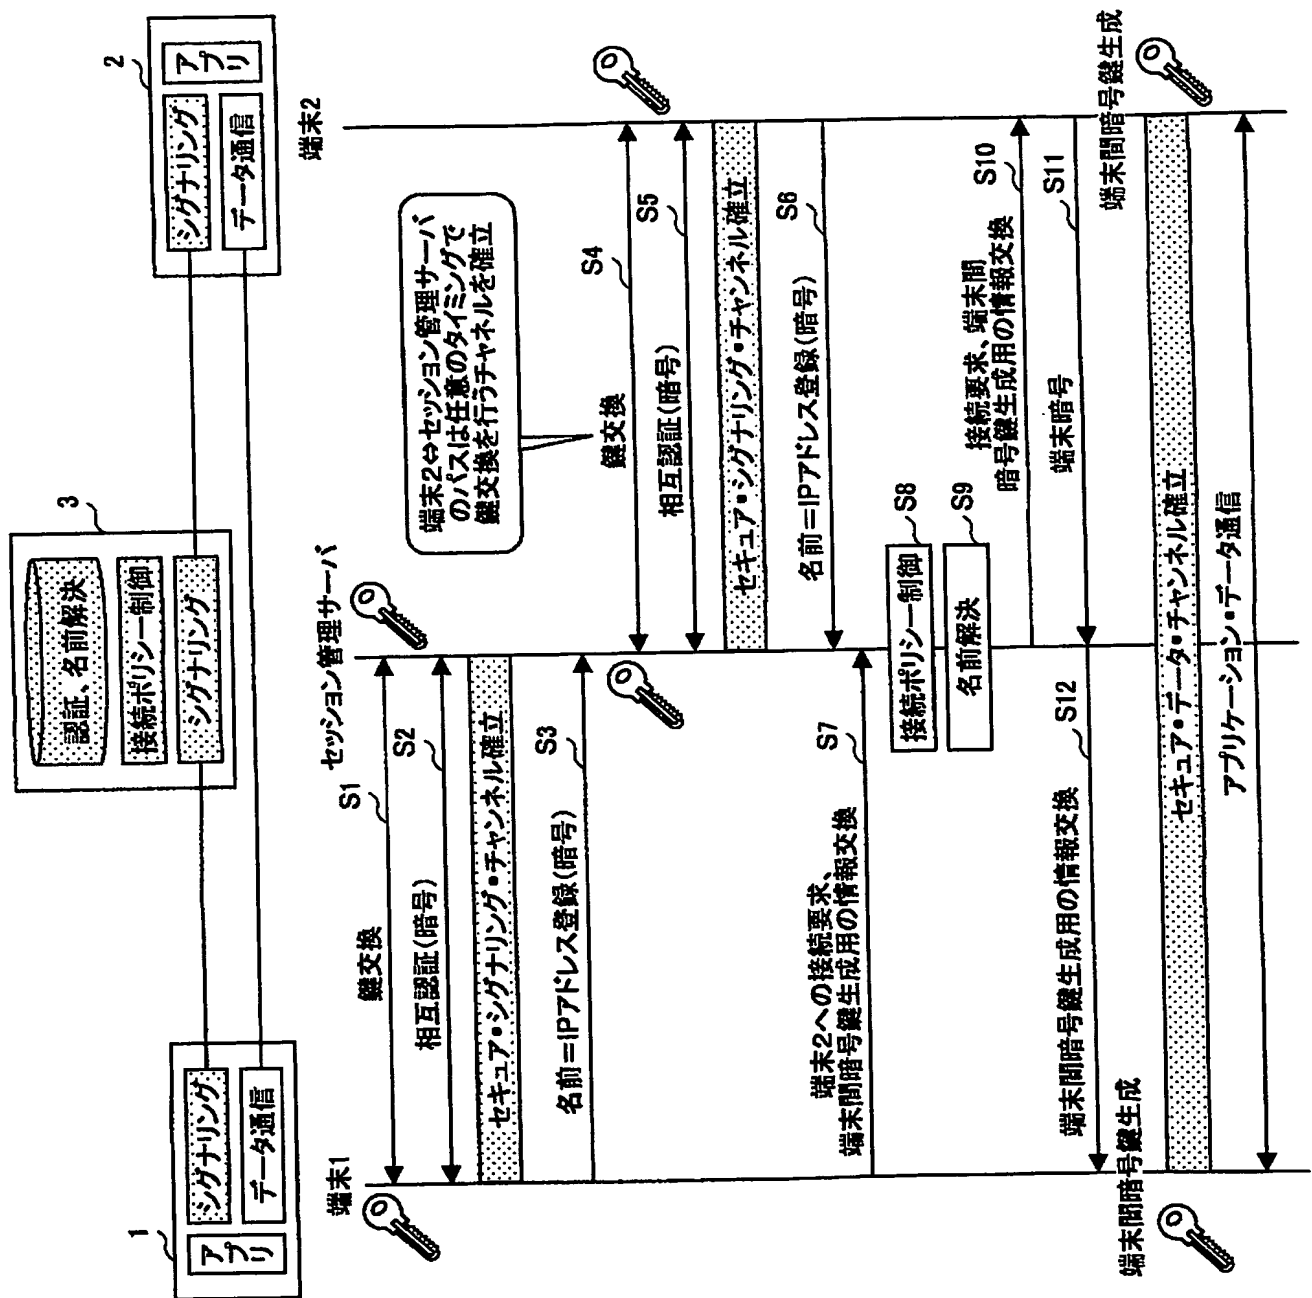 1
アプリ
シグナリング
データ通信
3
認証、名前解決
接続ポリシー制御
シグナリング
2
シグナリング
データ通信
アプリ
端末1
セッション管理サーバ
端末2
鍵交換
S1
相互認証(暗号)
S2
セキュア・シグナリング・チャンネル確立
名前=IPアドレス登録(暗号)
S3
端末2⇔セッション管理サーバ
のパスは任意のタイミングで
鍵交換を行うチャネルを確立
鍵交換
S4
相互認証(暗号)
S5
セキュア・シグナリング・チャンネル確立
名前=IPアドレス登録(暗号)
S6
端末2への接続要求、
端末間暗号鍵生成用の情報交換
S7
接続ポリシー制御
S8
名前解決
S9
接続要求、端末間
暗号鍵生成用の情報交換
S10
端末暗号
S11
端末間暗号鍵生成用の情報交換
S12
端末間暗号鍵生成
端末間暗号鍵生成
セキュア・データ・チャンネル確立
アプリケーション・データ通信